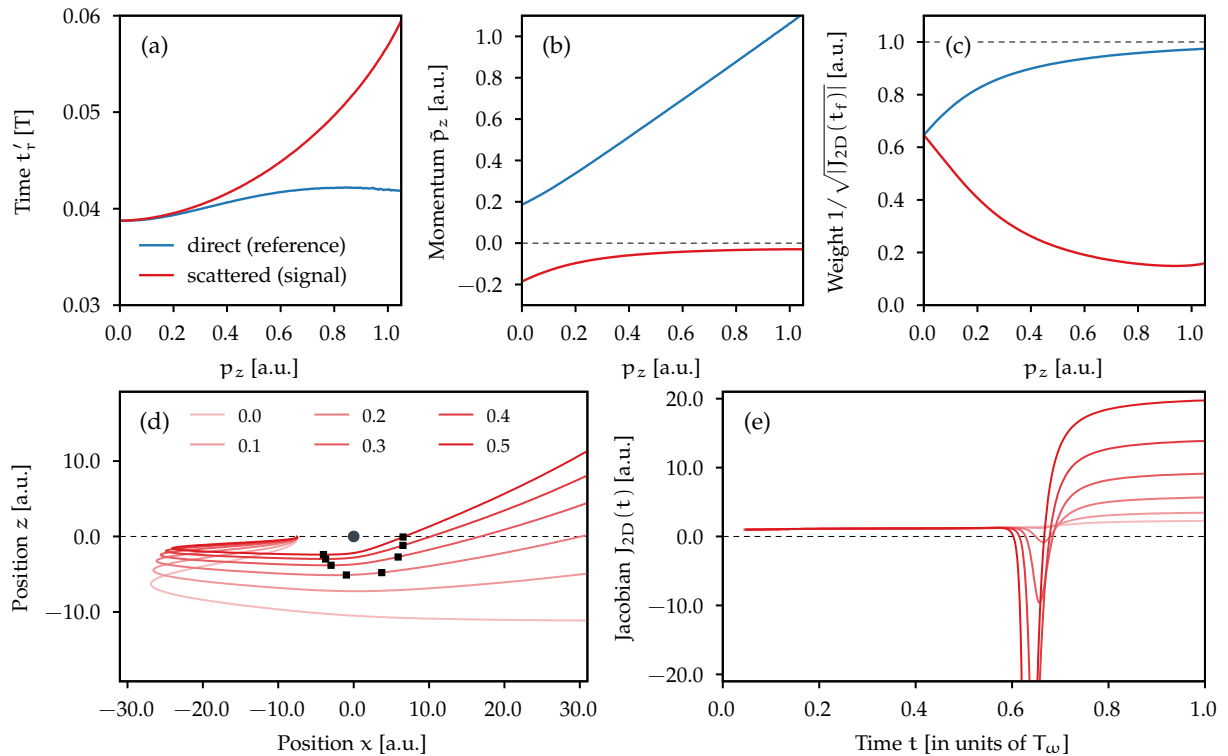 0.06
0.05
0.04
0.03
Time t′ᵣ [T]
(a)
direct (reference)
scattered (signal)
0.0 0.2 0.4 0.6 0.8 1.0
p_z [a.u.]
1.0
0.8
0.6
0.4
0.2
0.0
−0.2
Momentum p̃_z [a.u.]
(b)
0.0 0.2 0.4 0.6 0.8 1.0
p_z [a.u.]
1.0
0.8
0.6
0.4
0.2
0.0
Weight 1/√|J₂D(t_f)| [a.u.]
(c)
0.0 0.2 0.4 0.6 0.8 1.0
p_z [a.u.]
10.0
0.0
−10.0
Position z [a.u.]
(d)
0.0 0.2 0.4
0.1 0.3 0.5
−30.0 −20.0 −10.0 0.0 10.0 20.0 30.0
Position x [a.u.]
20.0
10.0
0.0
−10.0
−20.0
Jacobian J₂D(t) [a.u.]
(e)
0.0 0.2 0.4 0.6 0.8 1.0
Time t [in units of T_ω]